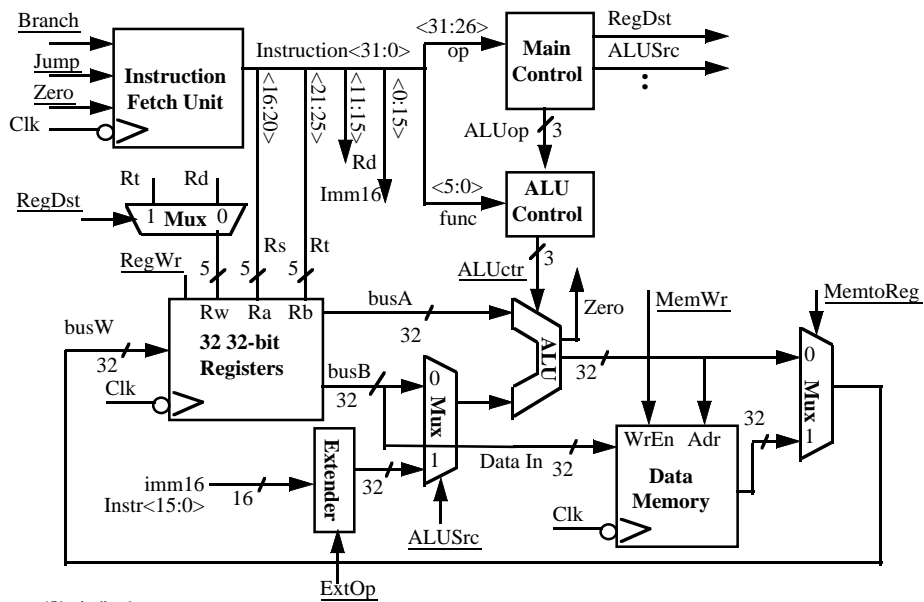 Branch
Jump
Zero
Clk
Instruction
Fetch Unit
Instruction<31:0>
<31:26>
op
Main
Control
RegDst
ALUSrc
<16:20>
<21:25>
<11:15>
<0:15>
Rd
Imm16
ALUop
3
<5:0>
func
ALU
Control
3
ALUctr
Rt
Rd
RegDst
1 Mux 0
RegWr
5
5
5
Rs
Rt
busW
32
Clk
Rw Ra Rb
32 32-bit
Registers
busA
32
busB
32
0
Mux
1
ALU
Zero
32
MemWr
MemtoReg
0
Mux
1
WrEn Adr
Data
Memory
32
Data In
32
Clk
imm16
16
Instr<15:0>
Extender
32
ALUSrc
ExtOp